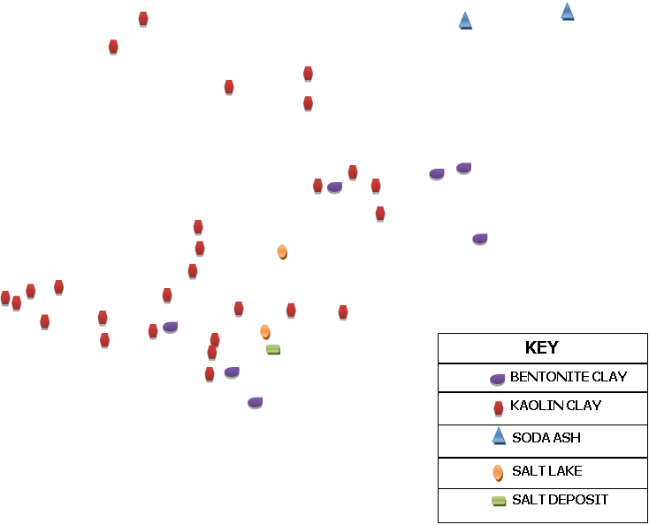 KEY
BENTONITE CLAY
KAOLIN CLAY
SODA ASH
SALT LAKE
SALT DEPOSIT